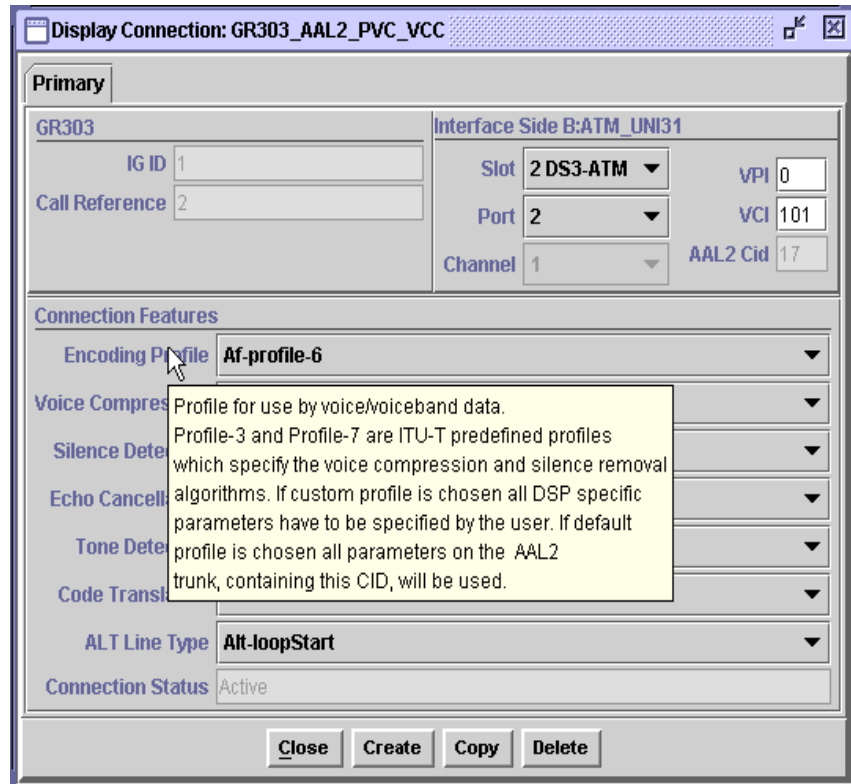 Display Connection: GR303_AAL2_PVC_VCC
Primary
GR303
IG ID 1
Call Reference 2
Interface Side B:ATM_UNI31
Slot 2 DS3-ATM VPI 0
Port 2 VCI 101
Channel 1 AAL2 Cid 17
Connection Features
Encoding Profile Af-profile-6
Voice Compres
Silence Dete
Echo Cancell
Tone Dete
Code Transl
Profile for use by voice/voiceband data.
Profile-3 and Profile-7 are ITU-T predefined profiles
which specify the voice compression and silence removal
algorithms. If custom profile is chosen all DSP specific
parameters have to be specified by the user. If default
profile is chosen all parameters on the AAL2
trunk, containing this CID, will be used.
ALT Line Type Alt-loopStart
Connection Status Active
Close Create Copy Delete